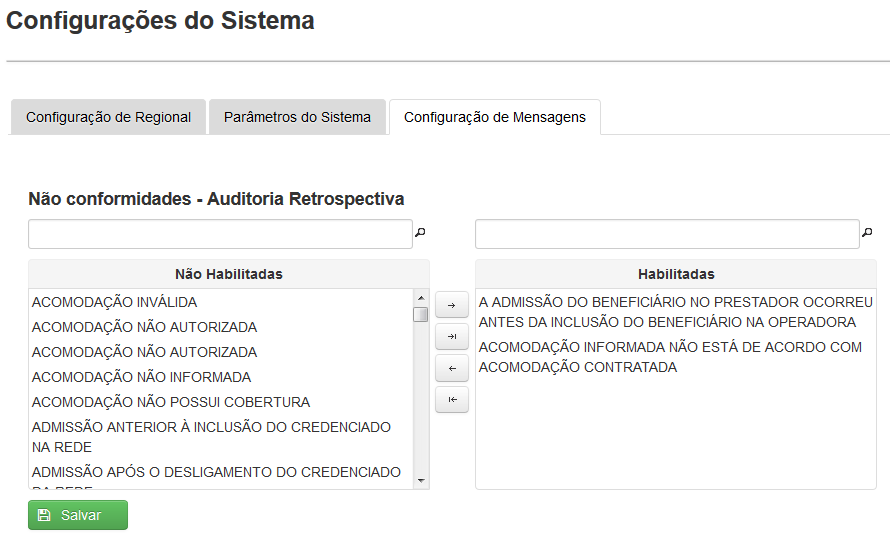 Configurações do Sistema
Configuração de Regional
Parâmetros do Sistema
Configuração de Mensagens
Não conformidades - Auditoria Retrospectiva
Não Habilitadas
ACOMODAÇÃO INVÁLIDA
ACOMODAÇÃO NÃO AUTORIZADA
ACOMODAÇÃO NÃO AUTORIZADA
ACOMODAÇÃO NÃO INFORMADA
ACOMODAÇÃO NÃO POSSUI COBERTURA
ADMISSÃO ANTERIOR À INCLUSÃO DO CREDENCIADO
NA REDE
ADMISSÃO APÓS O DESLIGAMENTO DO CREDENCIADO
DA REDE
Habilitadas
A ADMISSÃO DO BENEFICIÁRIO NO PRESTADOR OCORREU
ANTES DA INCLUSÃO DO BENEFICIÁRIO NA OPERADORA
ACOMODAÇÃO INFORMADA NÃO ESTÁ DE ACORDO COM
ACOMODAÇÃO CONTRATADA
Salvar